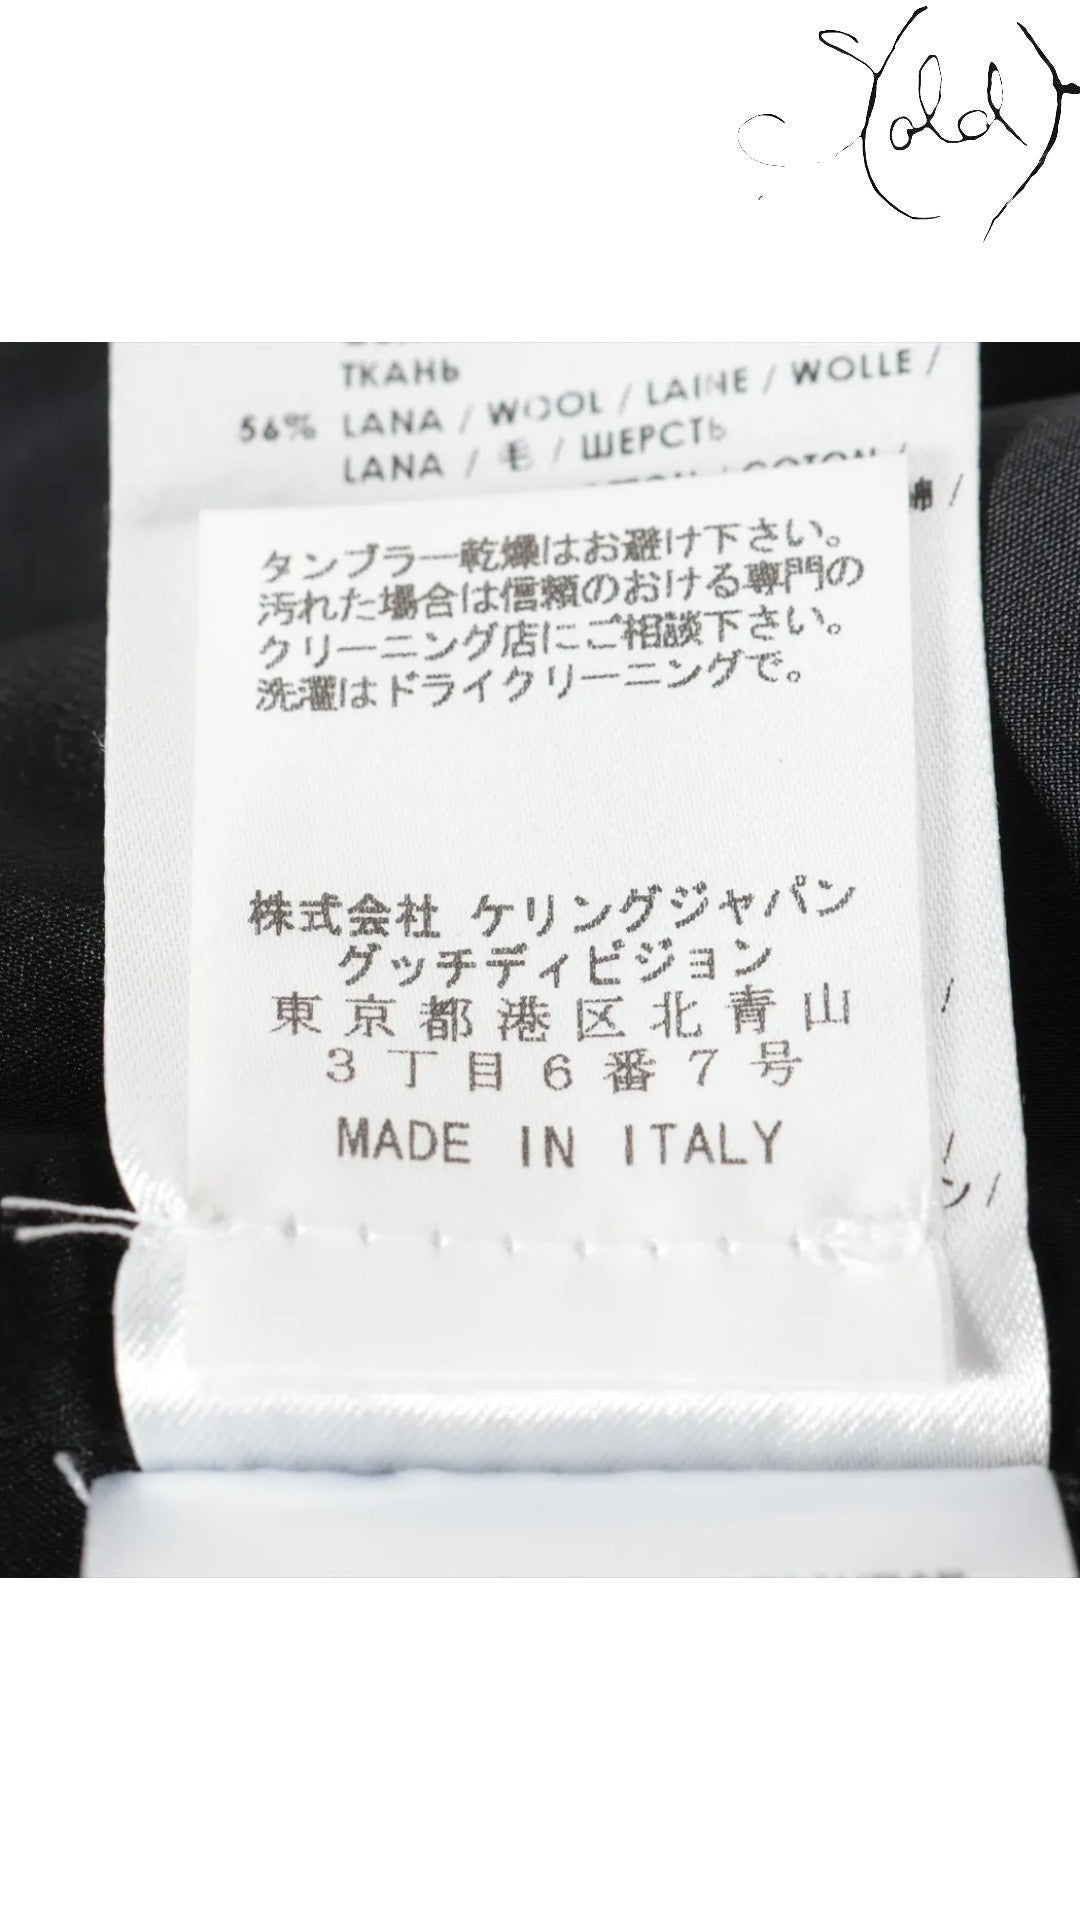 (old)
ТКАНЬ
56% LANA / WOOL / LAINE / WOLLE /
LANA / 毛 / ШЕРСТЬ
COTON /
綿 /
タンブラー乾燥はお避け下さい。
汚れた場合は信頼のおける専門の
クリーニング店にご相談下さい。
洗濯はドライクリーニングで。
株式会社 ケリングジャパン
グッチディビジョン
東京都港区北青山
3丁目6番7号
MADE IN ITALY
/
/
ン /